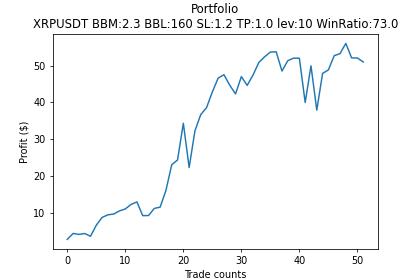 Portfolio
XRPUSDT BBM:2.3 BBL:160 SL:1.2 TP:1.0 lev:10 WinRatio:73.0
50
40
30
20
10
Profit ($)
0 10 20 30 40 50
Trade counts